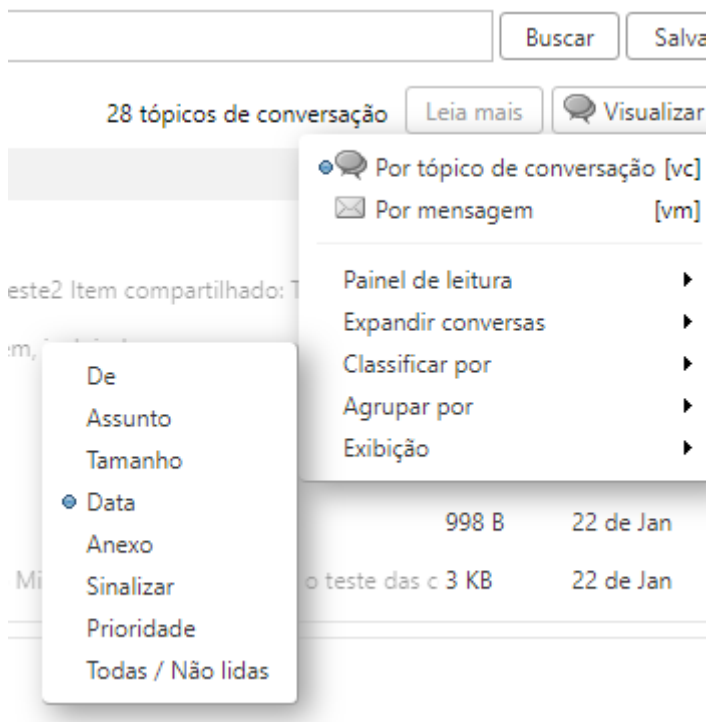 Buscar
Salva
28 tópicos de conversação
Leia mais
Visualizar
Por tópico de conversação [vc]
Por mensagem [vm]
este2 Item compartilhado: T
Painel de leitura
Expandir conversas
em,
Classificar por
Agrupar por
Exibição
De
Assunto
Tamanho
Data
Anexo
Sinalizar
Prioridade
Todas / Não lidas
998 B 22 de Jan
Mi
o teste das c 3 KB 22 de Jan